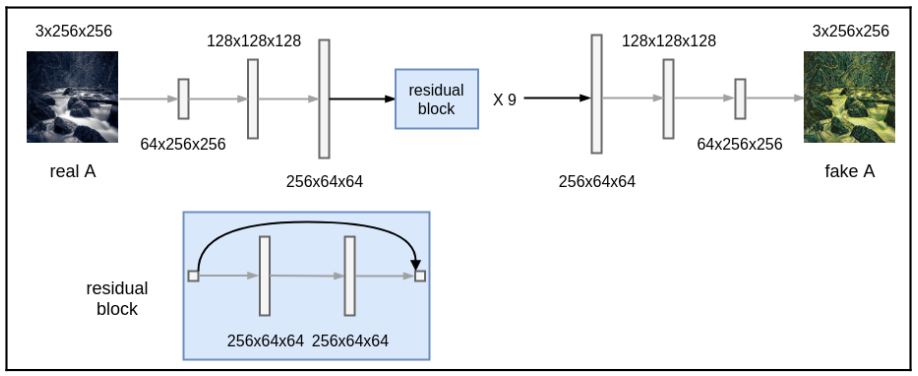 3x256x256
128x128x128
64x256x256
real A
256x64x64
residual
block
X 9
256x64x64
128x128x128
64x256x256
3x256x256
fake A
residual
block
256x64x64 256x64x64